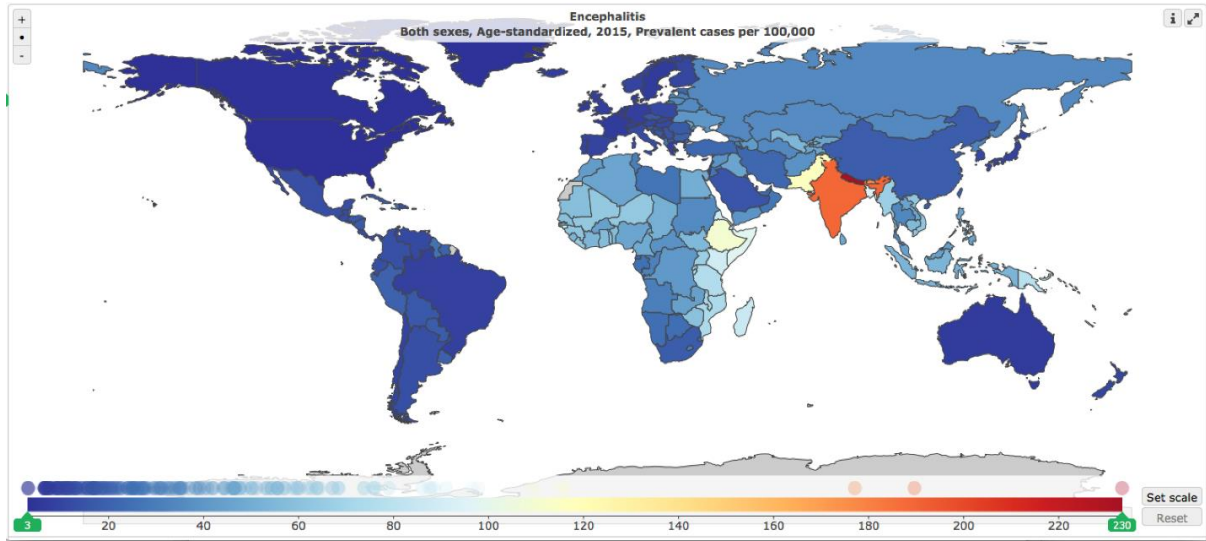 +
Encephalitis
i
•
Both sexes, Age-standardized, 2015, Prevalent cases per 100,000
-
Set scale
3 20 40 60 80 100 120 140 160 180 200 220 230
Reset